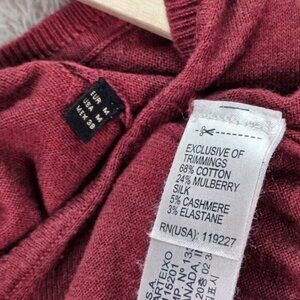 EUR M
USA M
MEX 38
EXCLUSIVE OF
TRIMMINGS
68% COTTON
24% MULBERRY
SILK
5% CASHMERE
3% ELASTANE
RN(USA): 119227
S.A.
ARTEIXO